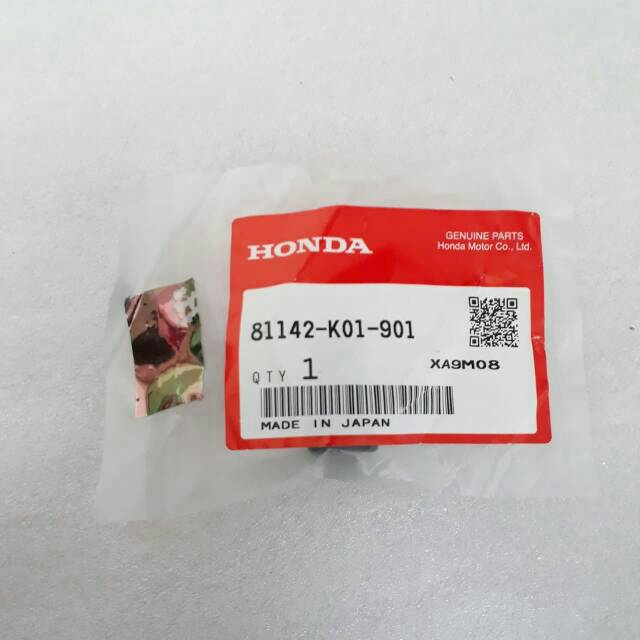 HONDA
GENUINE PARTS
Honda Motor Co., Ltd.
81142-K01-901
QTY 1
XA9M08
MADE IN JAPAN